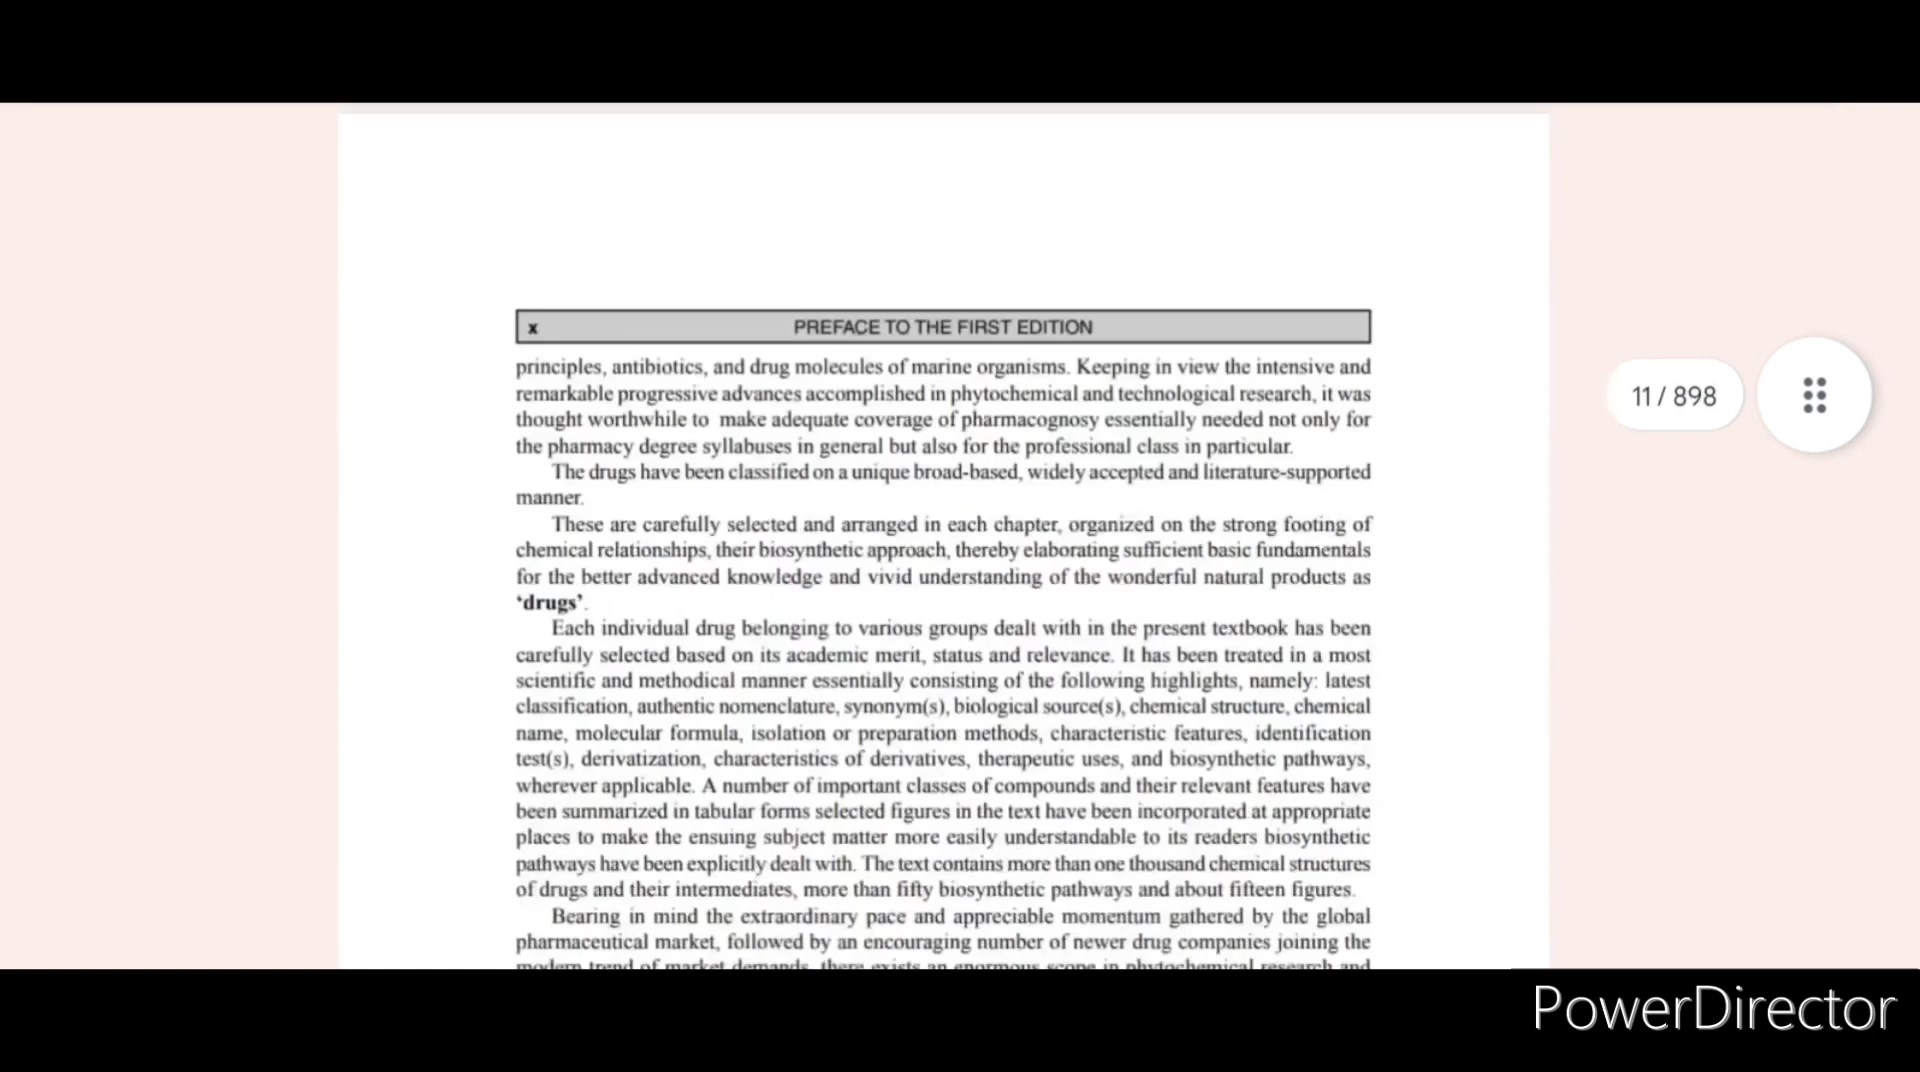 x PREFACE TO THE FIRST EDITION
principles, antibiotics, and drug molecules of marine organisms. Keeping in view the intensive and
remarkable progressive advances accomplished in phytochemical and technological research, it was
thought worthwhile to make adequate coverage of pharmacognosy essentially needed not only for
the pharmacy degree syllabuses in general but also for the professional class in particular.
The drugs have been classified on a unique broad-based, widely accepted and literature-supported
manner.
These are carefully selected and arranged in each chapter, organized on the strong footing of
chemical relationships, their biosynthetic approach, thereby elaborating sufficient basic fundamentals
for the better advanced knowledge and vivid understanding of the wonderful natural products as
‘drugs’.
Each individual drug belonging to various groups dealt with in the present textbook has been
carefully selected based on its academic merit, status and relevance. It has been treated in a most
scientific and methodical manner essentially consisting of the following highlights, namely: latest
classification, authentic nomenclature, synonym(s), biological source(s), chemical structure, chemical
name, molecular formula, isolation or preparation methods, characteristic features, identification
test(s), derivatization, characteristics of derivatives, therapeutic uses, and biosynthetic pathways,
wherever applicable. A number of important classes of compounds and their relevant features have
been summarized in tabular forms selected figures in the text have been incorporated at appropriate
places to make the ensuing subject matter more easily understandable to its readers biosynthetic
pathways have been explicitly dealt with. The text contains more than one thousand chemical structures
of drugs and their intermediates, more than fifty biosynthetic pathways and about fifteen figures.
Bearing in mind the extraordinary pace and appreciable momentum gathered by the global
pharmaceutical market, followed by an encouraging number of newer drug companies joining the
modern trend of market demands, there exists an enormous scope in phytochemical research and
11 / 898
PowerDirector